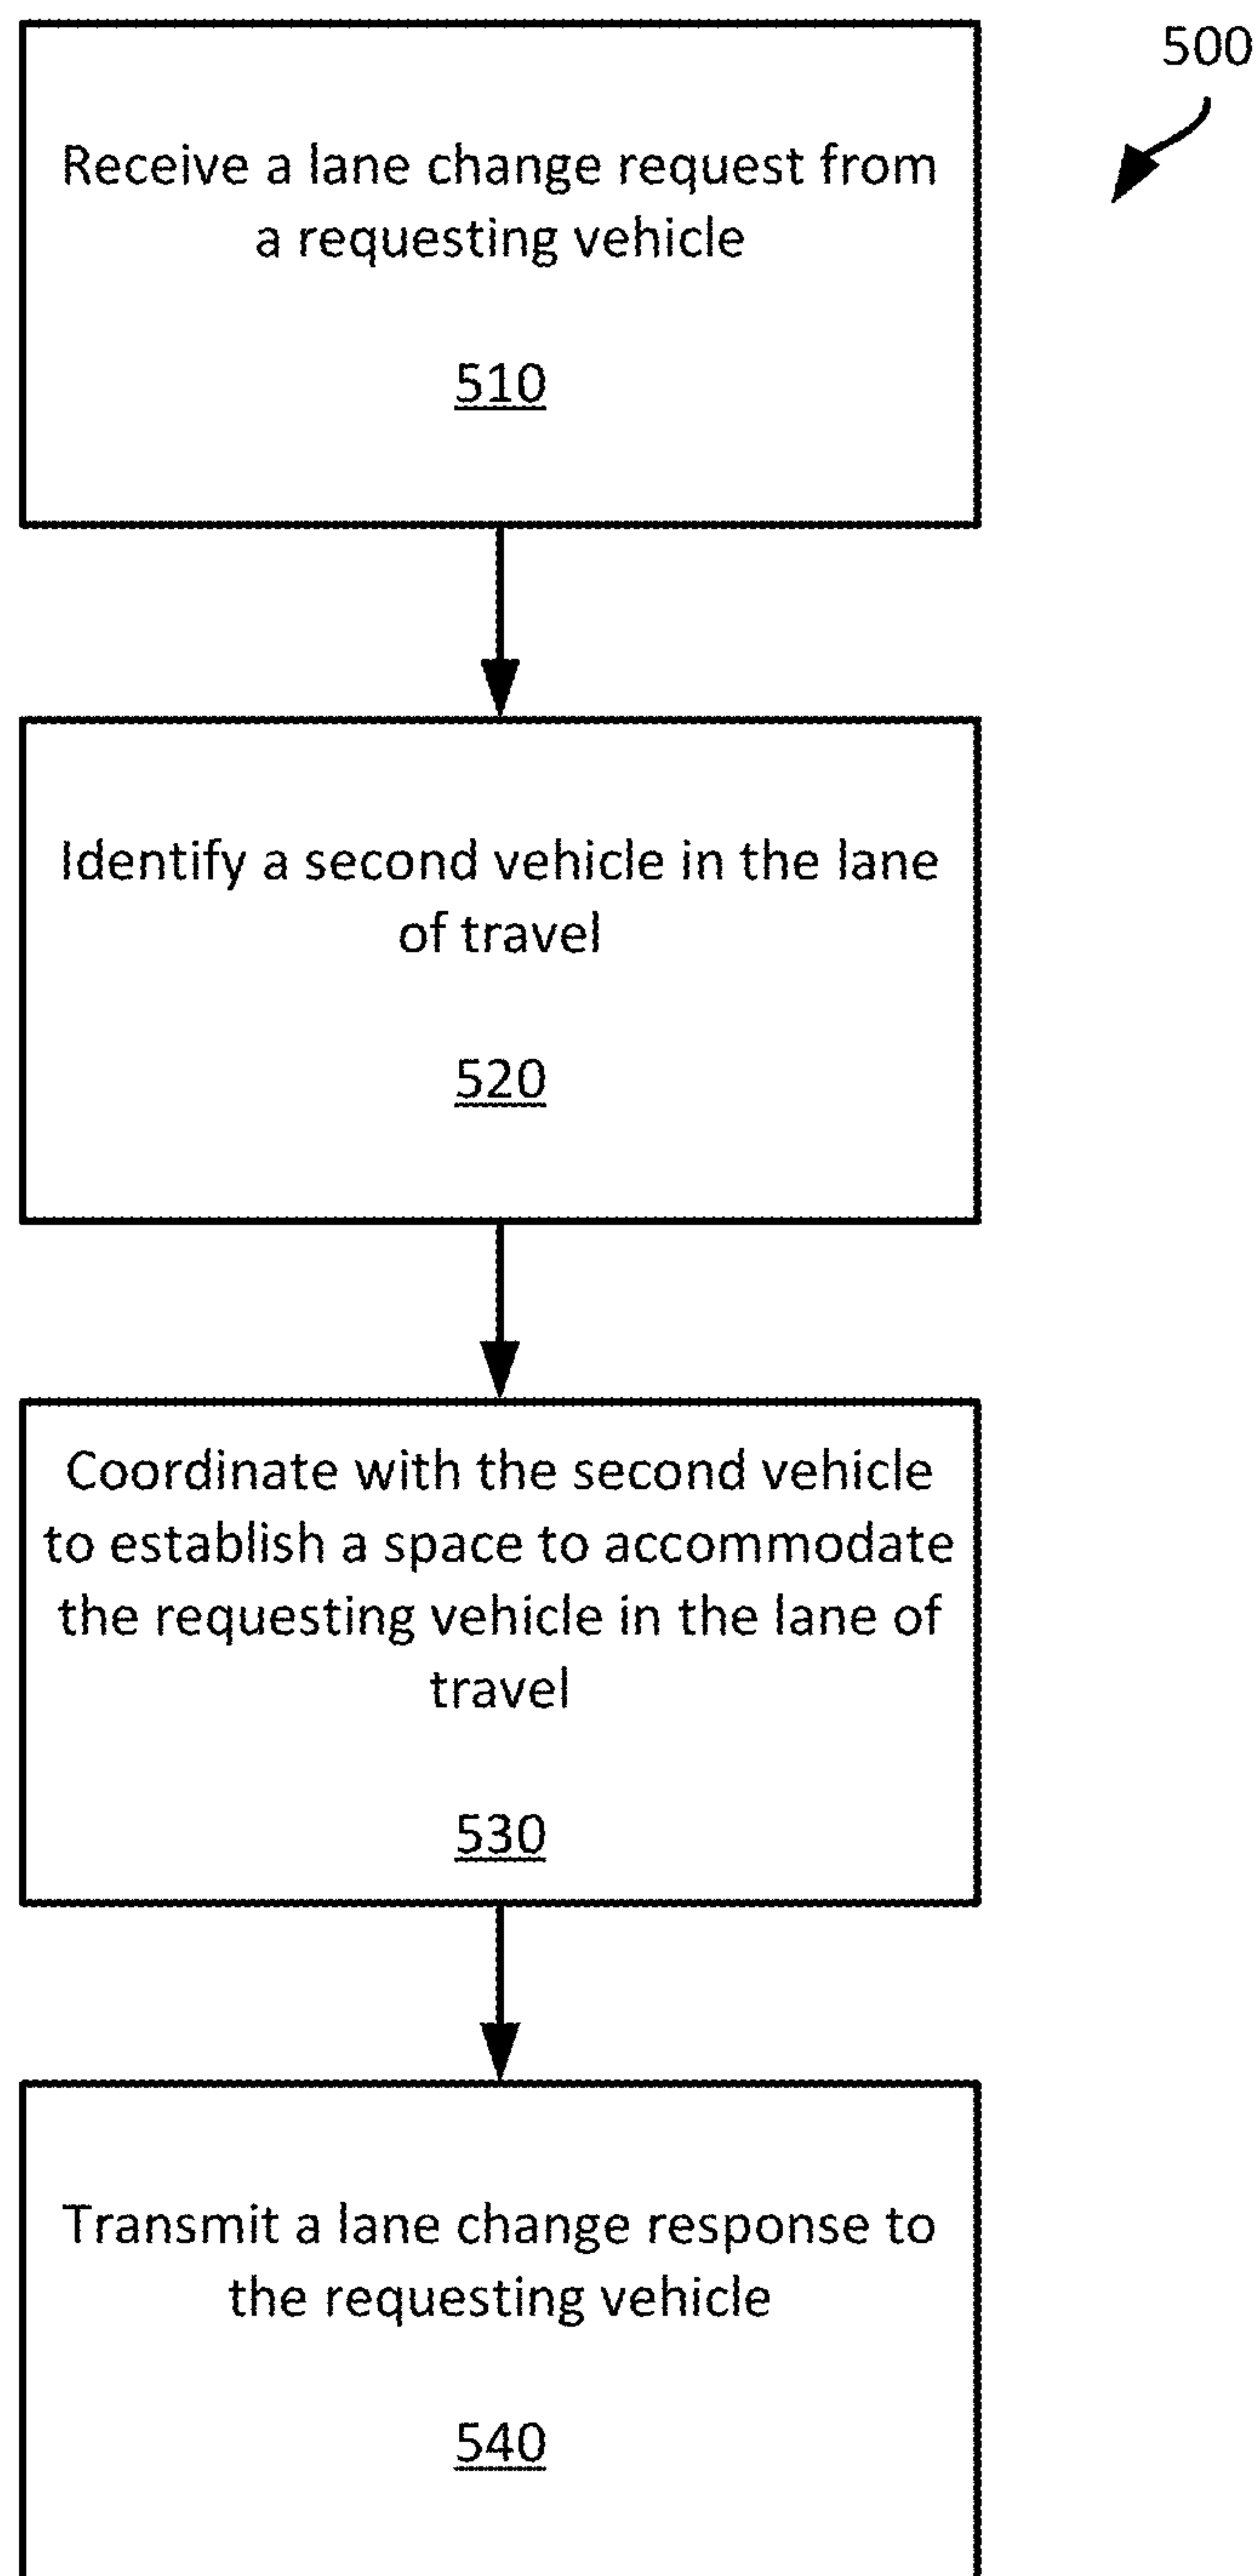 500
Receive a lane change request from
a requesting vehicle
510
Identify a second vehicle in the lane
of travel
520
Coordinate with the second vehicle
to establish a space to accommodate
the requesting vehicle in the lane of
travel
530
Transmit a lane change response to
the requesting vehicle
540